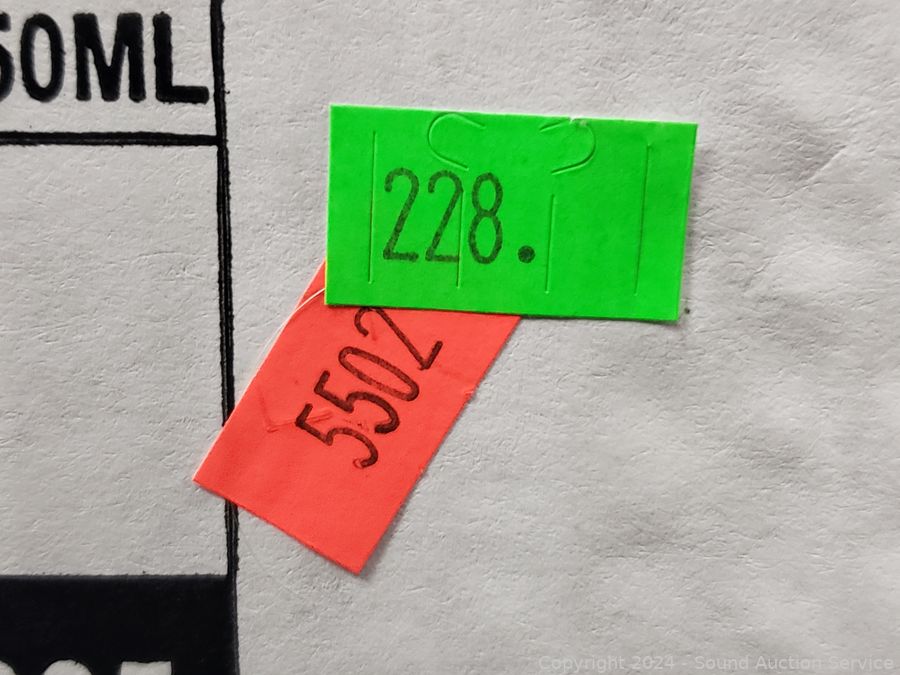 50ML
228.
5502
Copyright 2024 - Sound Auction Service